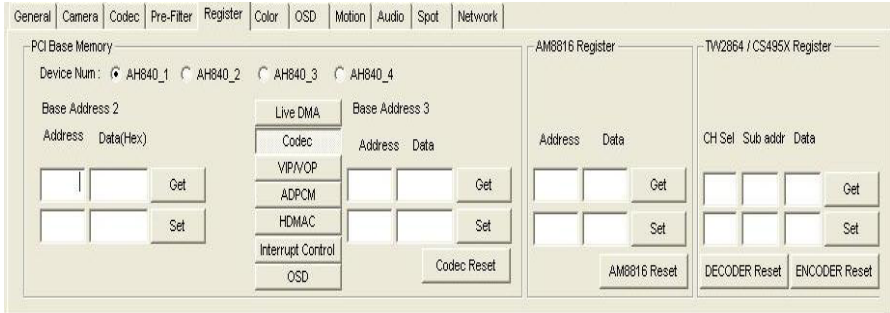 General Camera Codec Pre-Filter Register Color OSD Motion Audio Spot Network
PCI Base Memory
Device Num : AH840_1 AH840_2 AH840_3 AH840_4
Base Address 2
Address Data(Hex)
Get
Set
Live DMA
Codec
VIP/VOP
ADPCM
HDMAC
Interrupt Control
OSD
Base Address 3
Address Data
Get
Set
Codec Reset
AM8816 Register
Address Data
Get
Set
AM8816 Reset
TW2864 / CS495X Register
CH Sel Sub addr Data
Get
Set
DECODER Reset ENCODER Reset